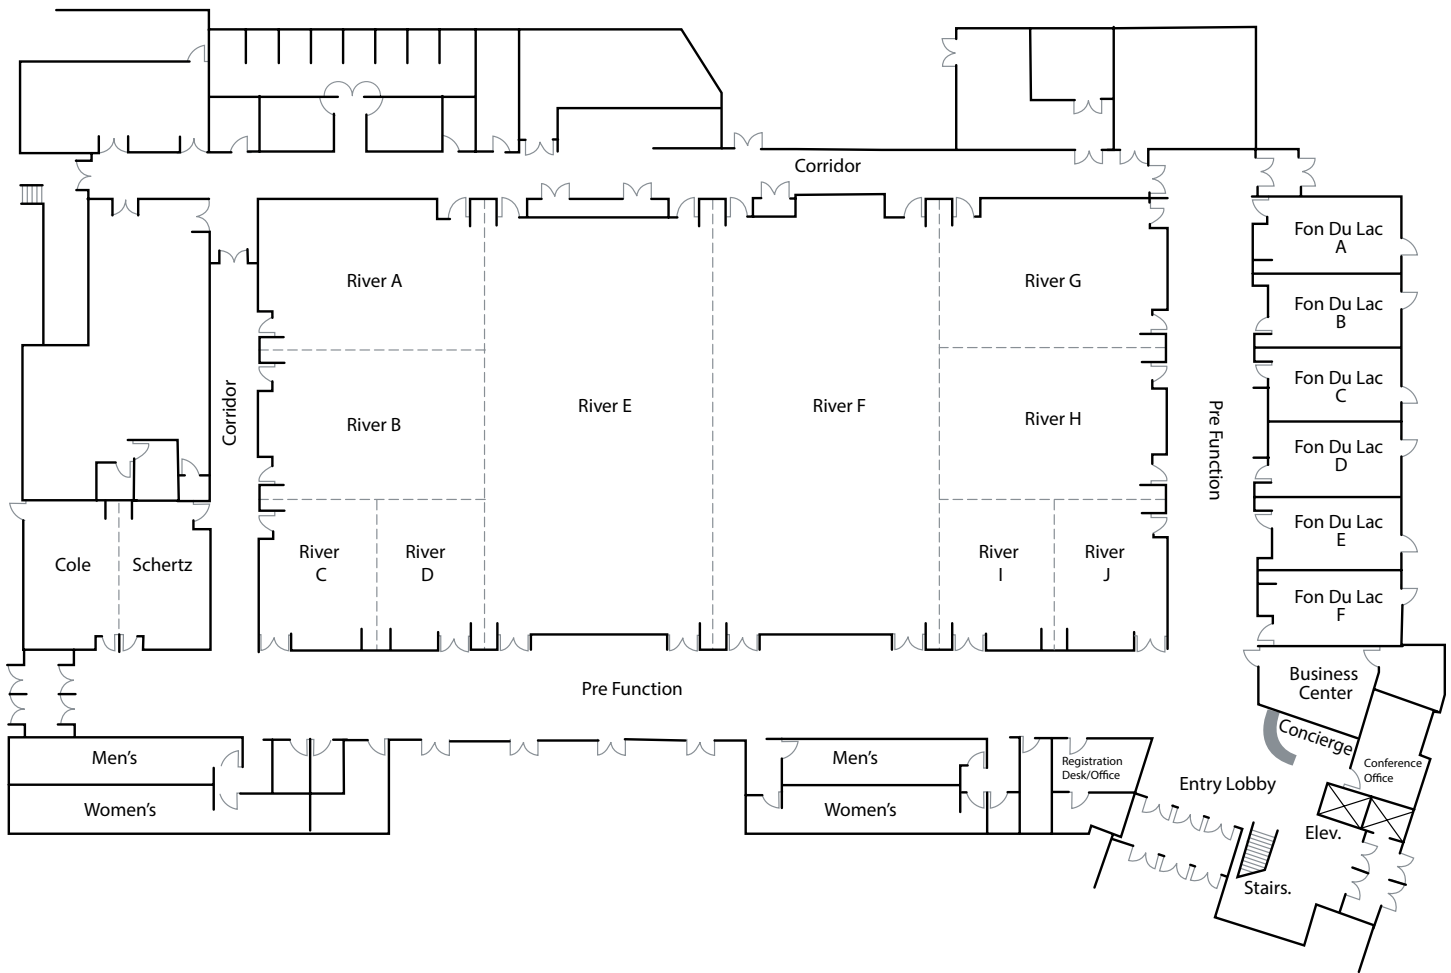 Corridor
Fon Du Lac
A
River A
River G
Fon Du Lac
B
Fon Du Lac
C
Corridor
River B
River E
River F
River H
Pre Function
Fon Du Lac
D
Fon Du Lac
E
Cole
Schertz
River
C
River
D
River
I
River
J
Fon Du Lac
F
Pre Function
Business
Center
Concierge
Men's
Women's
Men's
Women's
Registration
Desk/Office
Entry Lobby
Conference
Office
Elev.
Stairs.